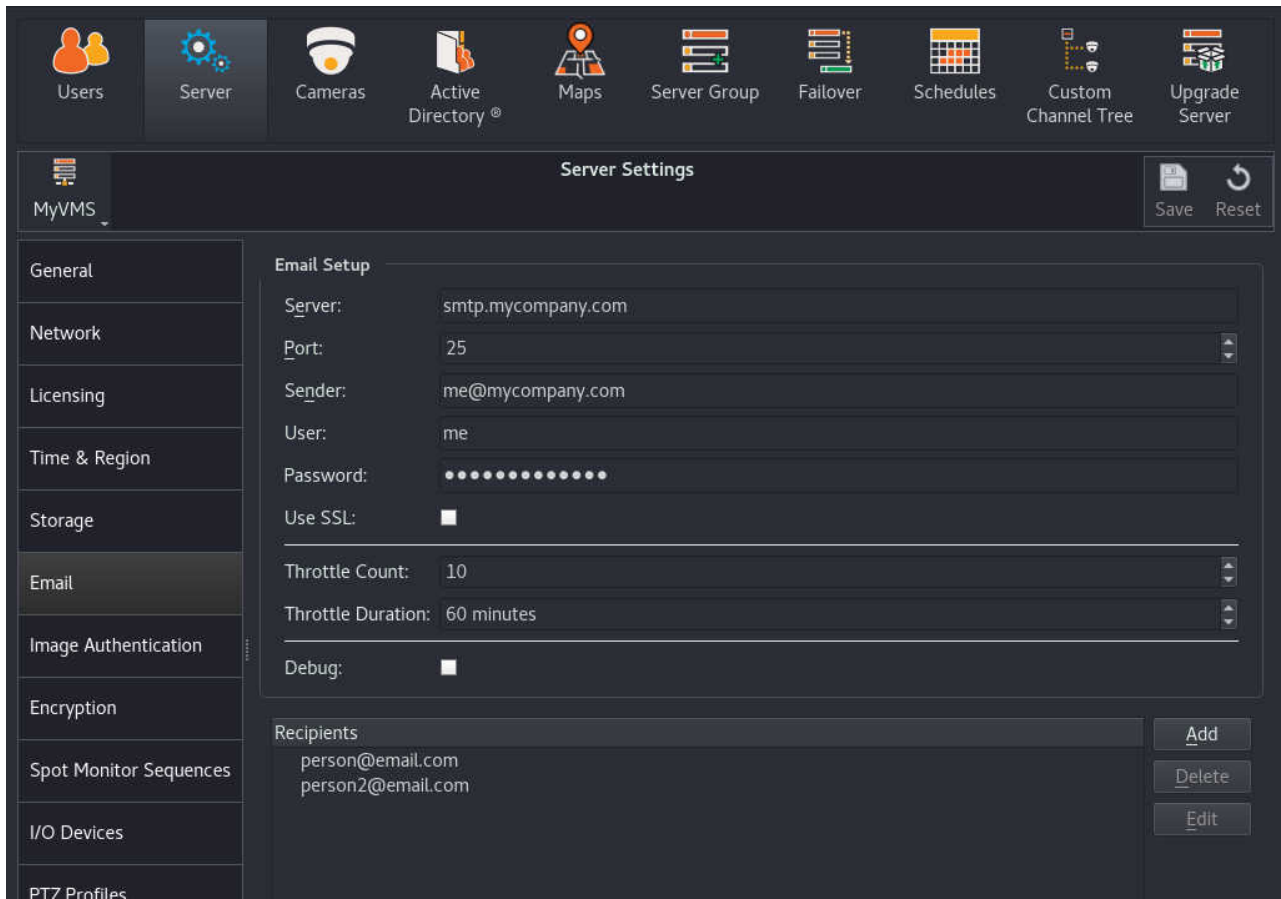 Users
Server
Cameras
Active
Directory ®
Maps
Server Group
Failover
Schedules
Custom
Channel Tree
Upgrade
Server
MyVMS
Server Settings
Save
Reset
General
Network
Licensing
Time & Region
Storage
Email
Image Authentication
Encryption
Spot Monitor Sequences
I/O Devices
PTZ Profiles
Email Setup
Server: smtp.mycompany.com
Port: 25
Sender: me@mycompany.com
User: me
Password: •••••••••••••
Use SSL:
Throttle Count: 10
Throttle Duration: 60 minutes
Debug:
Recipients
person@email.com
person2@email.com
Add
Delete
Edit